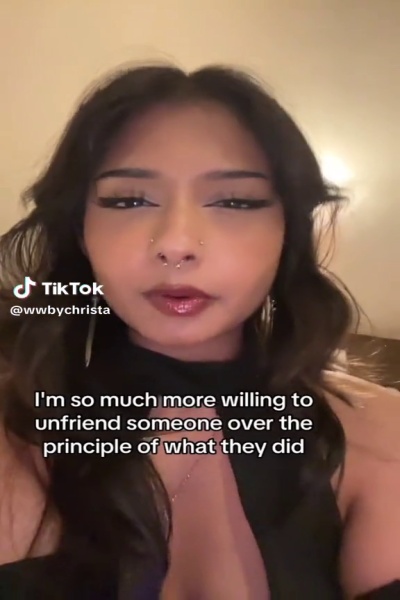 TikTok
@wwbychrista
I'm so much more willing to
unfriend someone over the
principle of what they did